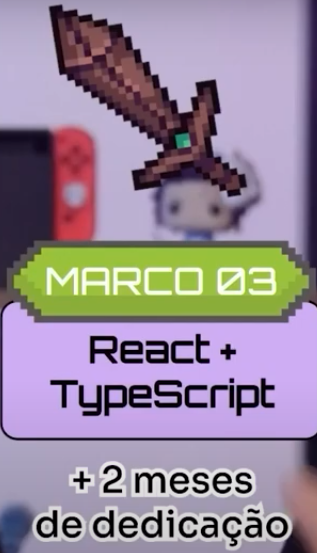 MARCO 03
React +
TypeScript
+ 2 meses
de dedicação